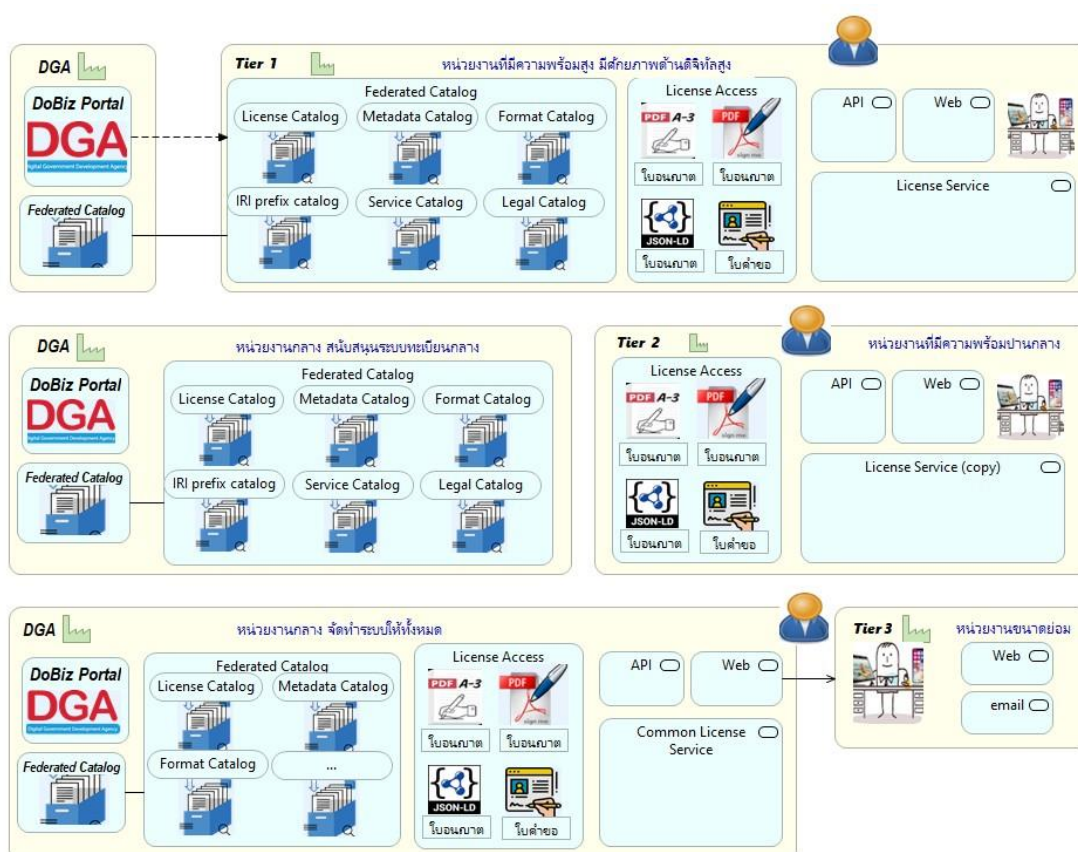 DGA
DoBiz Portal
DGA
Federated Catalog
Tier 1
หน่วยงานที่มีความพร้อมสูง มีศักยภาพด้านดิจิทัลสูง
Federated Catalog
License Catalog
Metadata Catalog
Format Catalog
IRI prefix catalog
Service Catalog
Legal Catalog
License Access
PDF A-3
PDF
sign me
ใบอนุญาต
ใบอนุญาต
JSON-LD
ใบอนุญาต
ใบคำขอ
API
Web
License Service
DGA
หน่วยงานกลาง สนับสนุนระบบทะเบียนกลาง
DoBiz Portal
DGA
Federated Catalog
Federated Catalog
License Catalog
Metadata Catalog
Format Catalog
IRI prefix catalog
Service Catalog
Legal Catalog
Tier 2
หน่วยงานที่มีความพร้อมปานกลาง
License Access
PDF A-3
PDF
sign me
ใบอนุญาต
ใบอนุญาต
JSON-LD
ใบอนุญาต
ใบคำขอ
API
Web
License Service (copy)
DGA
หน่วยงานกลาง จัดทำระบบให้ทั้งหมด
DoBiz Portal
DGA
Digital Government Development Agency
Federated Catalog
Federated Catalog
License Catalog
Metadata Catalog
Format Catalog
...
License Access
PDF A-3
PDF
sign me
ใบอนุญาต
ใบอนุญาต
JSON-LD
ใบอนุญาต
ใบคำขอ
API
Web
Common License
Service
Tier 3
หน่วยงานขนาดย่อม
Web
email